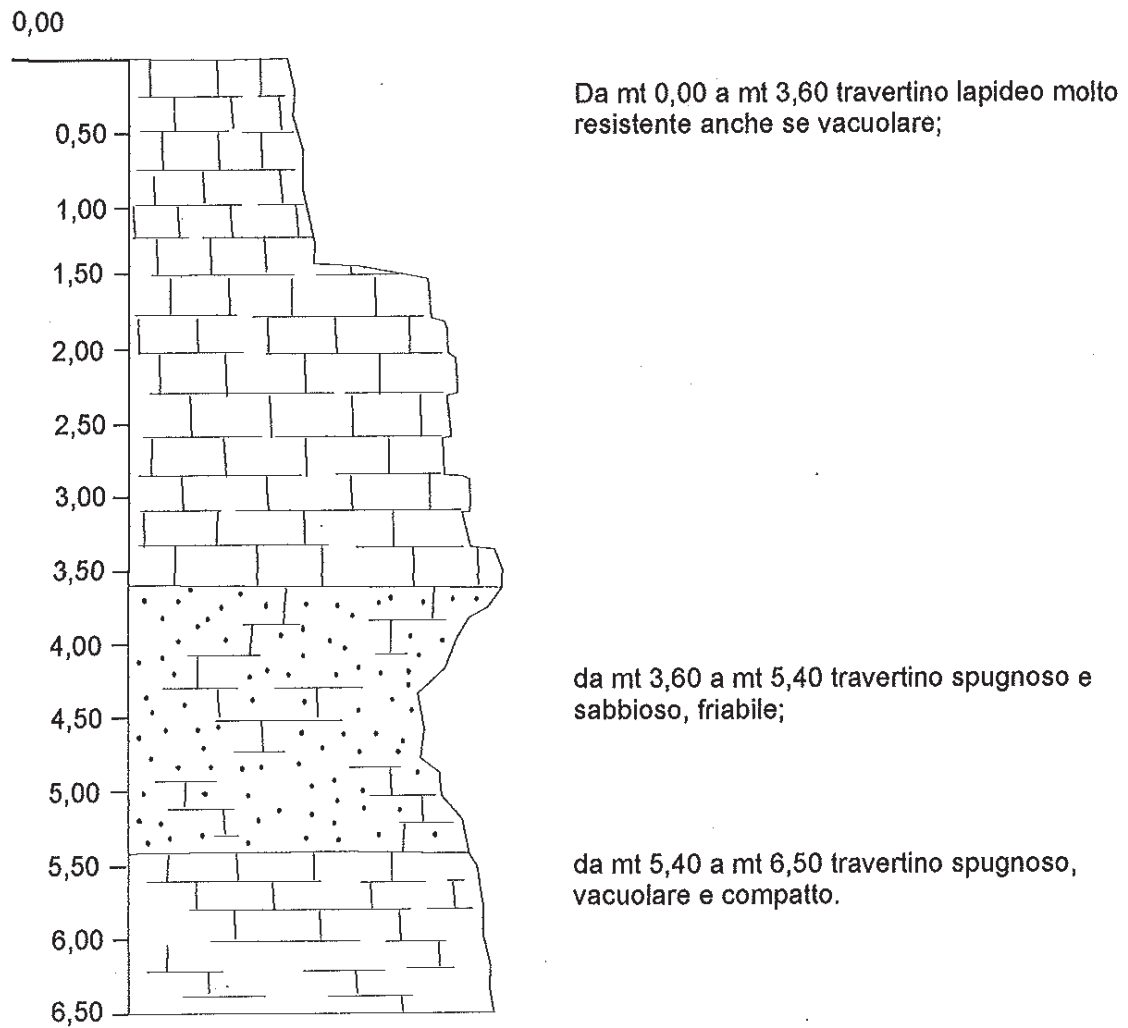 0,00
Da mt 0,00 a mt 3,60 travertino lapideo molto
resistente anche se vacuolare;
0,50
1,00
1,50
2,00
2,50
3,00
3,50
4,00
da mt 3,60 a mt 5,40 travertino spugnoso e
sabbioso, friabile;
4,50
5,00
5,50
da mt 5,40 a mt 6,50 travertino spugnoso,
vacuolare e compatto.
6,00
6,50